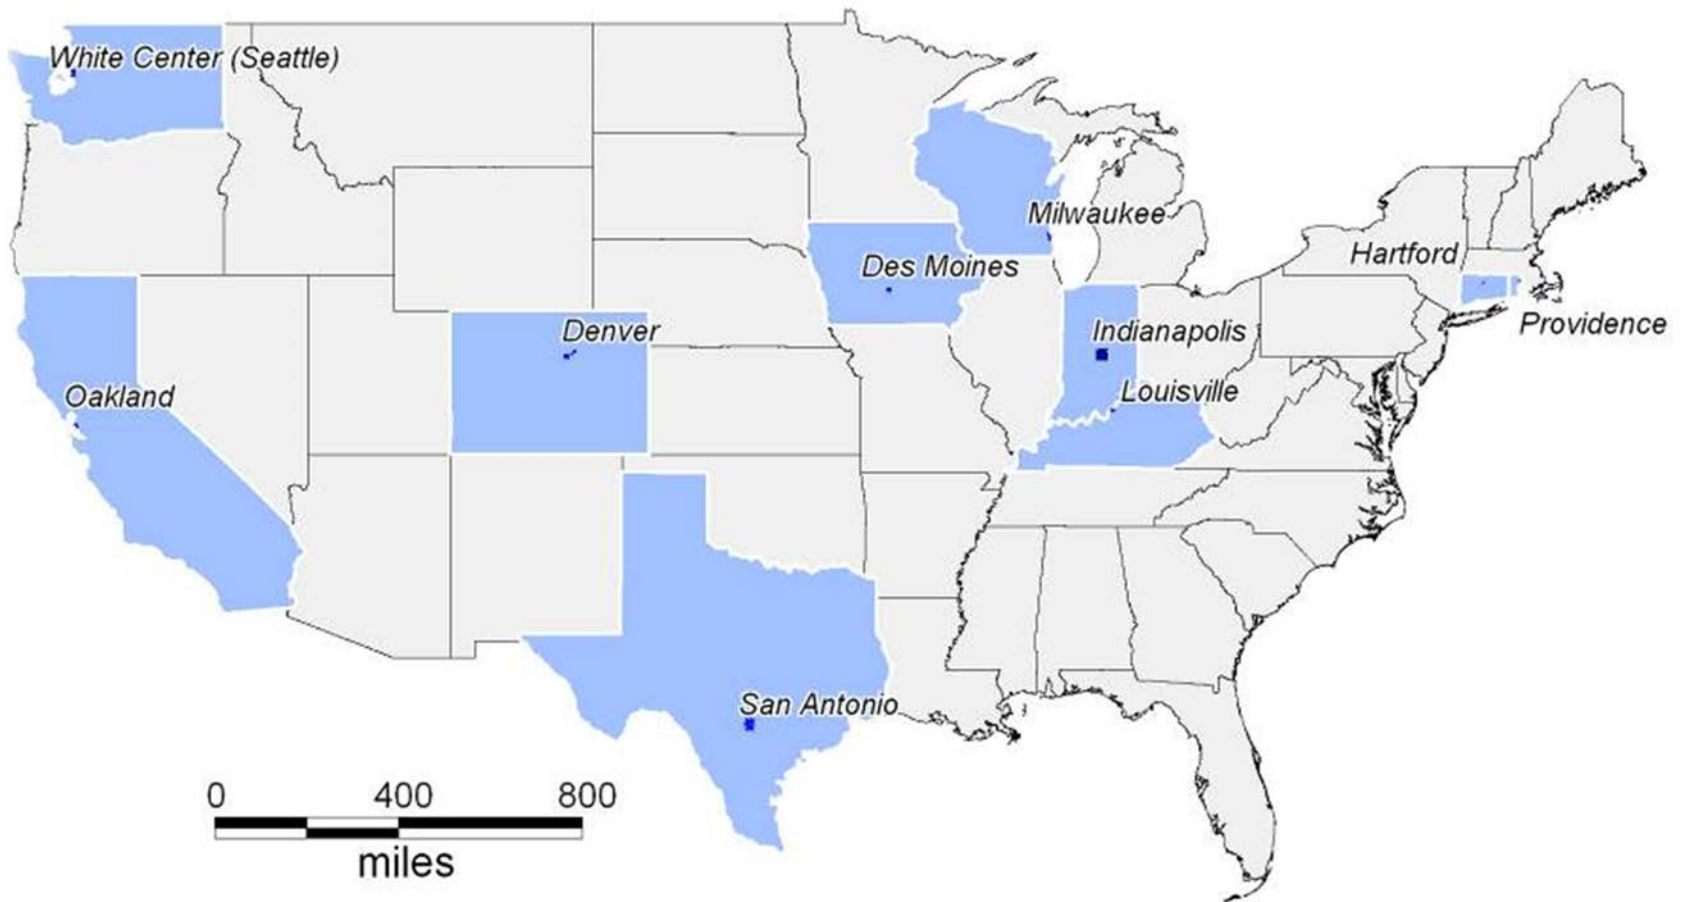 White Center (Seattle)
Milwaukee
Hartford
Des Moines
Providence
Denver
Indianapolis
Louisville
Oakland
San Antonio
0 400 800
miles